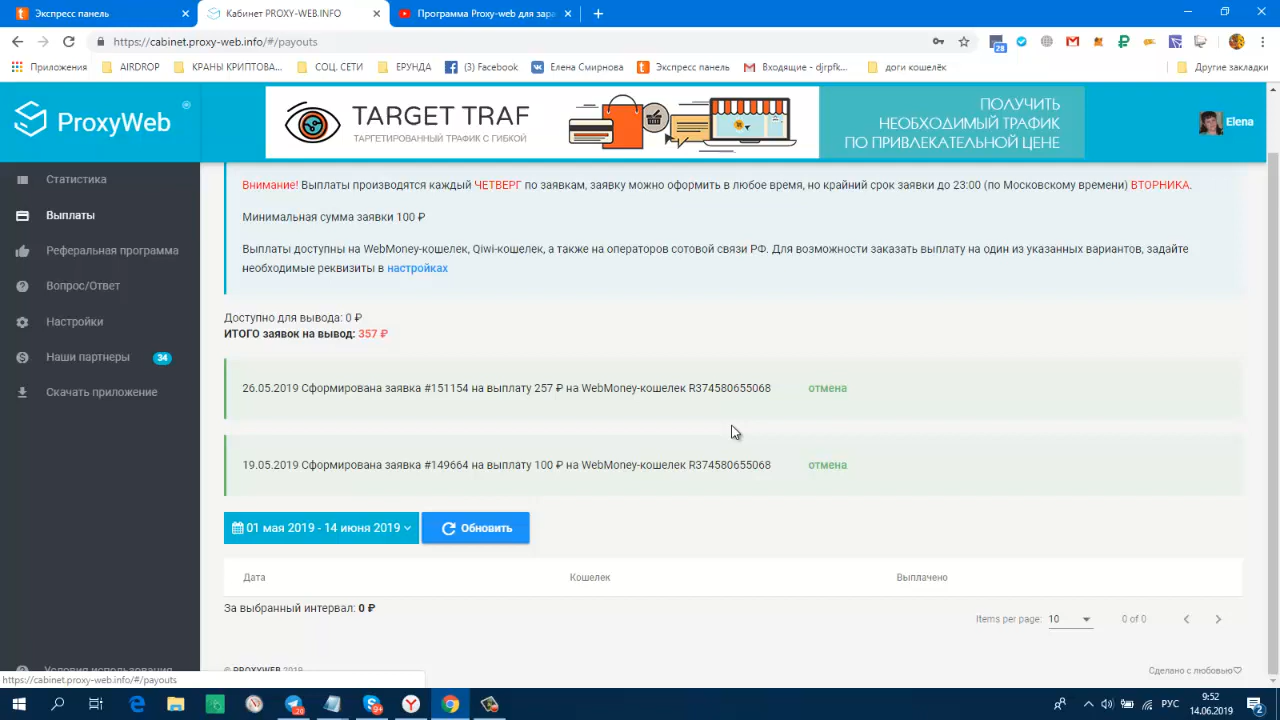 Экспресс панель
Кабинет PROXY-WEB.INFO
Программа Proxy-web для зара
https://cabinet.proxy-web.info/#/payouts
28
Приложения
AIRDROP
КРАНЫ КРИПТОВА...
СОЦ. СЕТИ
ЕРУНДА
(3) Facebook
Елена Смирнова
Экспресс панель
Входящие - djrpfk...
доги кошелёк
Другие закладки
ProxyWeb ®
TARGET TRAF
ТАРГЕТИРОВАННЫЙ ТРАФИК С ГИБКОЙ
ПОЛУЧИТЬ
НЕОБХОДИМЫЙ ТРАФИК
ПО ПРИВЛЕКАТЕЛЬНОЙ ЦЕНЕ
Elena
Статистика
Выплаты
Реферальная программа
Вопрос/Ответ
Настройки
Наши партнеры 34
Скачать приложение
Условия использования
Внимание! Выплаты производятся каждый ЧЕТВЕРГ по заявкам, заявку можно оформить в любое время, но крайний срок заявки до 23:00 (по Московскому времени) ВТОРНИКА.
Минимальная сумма заявки 100 ₽
Выплаты доступны на WebMoney-кошелек, Qiwi-кошелек, а также на операторов сотовой связи РФ. Для возможности заказать выплату на один из указанных вариантов, задайте
необходимые реквизиты в настройках
Доступно для вывода: 0 ₽
ИТОГО заявок на вывод: 357 ₽
26.05.2019 Сформирована заявка #151154 на выплату 257 ₽ на WebMoney-кошелек R374580655068 отмена
19.05.2019 Сформирована заявка #149664 на выплату 100 ₽ на WebMoney-кошелек R374580655068 отмена
01 мая 2019 - 14 июня 2019
Обновить
Дата Кошелек Выплачено
За выбранный интервал: 0 ₽
Items per page: 10 0 of 0
© PROXYWEB 2019
Сделано с любовью
https://cabinet.proxy-web.info/#/payouts
РУС
9:52
14.06.2019
2